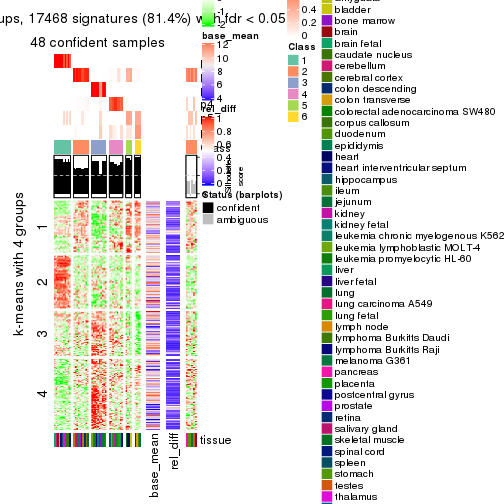 ups, 17468 signatures (81.4%) with fdr < 0.05
48 confident samples
base_mean
12
10
8
6
4
rel_diff
1
0.8
0.6
0.4
0.2
0
0.4
0.2
0
Class
1
2
3
4
5
6
Status (barplots)
confident
ambiguous
k-means with 4 groups
1
2
3
4
base_mean
rel_diff
tissue
bladder
bone marrow
brain
brain fetal
caudate nucleus
cerebellum
cerebral cortex
colon descending
colon transverse
colorectal adenocarcinoma SW480
corpus callosum
duodenum
epididymis
heart
heart interventricular septum
hippocampus
ileum
jejunum
kidney
kidney fetal
leukemia chronic myelogenous K562
leukemia lymphoblastic MOLT-4
leukemia promyelocytic HL-60
liver
liver fetal
lung
lung carcinoma A549
lung fetal
lymph node
lymphoma Burkitts Daudi
lymphoma Burkitts Raji
melanoma G361
pancreas
placenta
postcentral gyrus
prostate
retina
salivary gland
skeletal muscle
spinal cord
spleen
stomach
testes
thalamus